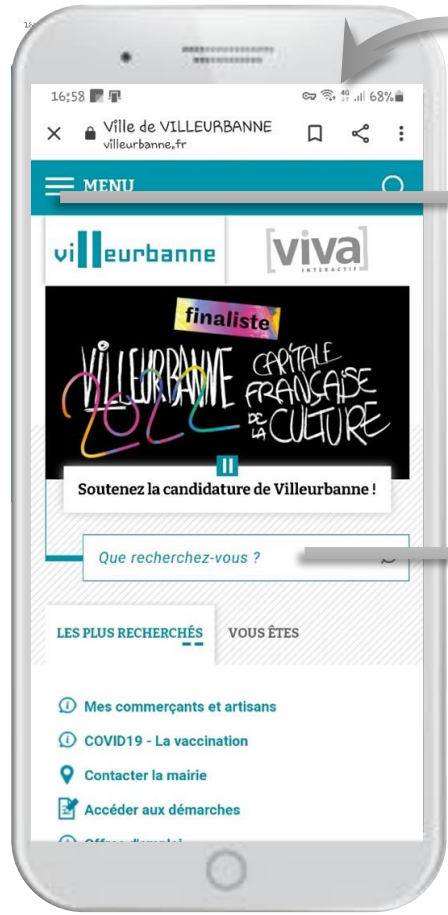 16:58 4G 68%
Ville de VILLEURBANNE
villeurbanne.fr
MENU
villeurbanne [viva]
INTERACTIF
finaliste
VILLEURBANNE CAPITALE
2022 FRANÇAISE
DE LA CULTURE
Soutenez la candidature de Villeurbanne !
Que recherchez-vous ?
LES PLUS RECHERCHÉS VOUS ÊTES
Mes commerçants et artisans
COVID19 - La vaccination
Contacter la mairie
Accéder aux démarches